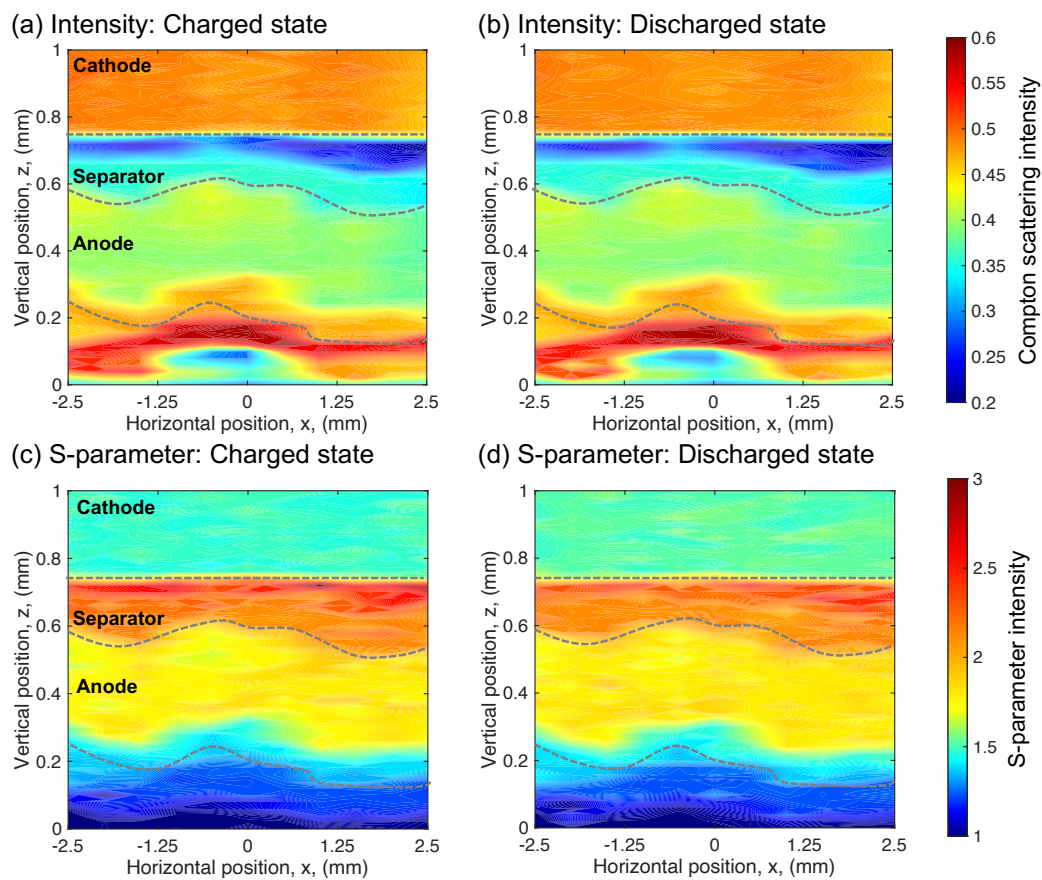 (a) Intensity: Charged state
(b) Intensity: Discharged state
Cathode
Separator
Anode
Vertical position, z, (mm)
1
0.8
0.6
0.4
0.2
0
-2.5 -1.25 0 1.25 2.5
Horizontal position, x, (mm)
1
0.8
0.6
0.4
0.2
0
-2.5 -1.25 0 1.25 2.5
Horizontal position, x, (mm)
Vertical position, z, (mm)
0.6
0.55
0.5
0.45
0.4
0.35
0.3
0.25
0.2
Compton scattering intensity
(c) S-parameter: Charged state
(d) S-parameter: Discharged state
Cathode
Separator
Anode
Vertical position, z, (mm)
1
0.8
0.6
0.4
0.2
0
-2.5 -1.25 0 1.25 2.5
Horizontal position, x, (mm)
Vertical position, z, (mm)
1
0.8
0.6
0.4
0.2
0
-2.5 -1.25 0 1.25 2.5
Horizontal position, x, (mm)
3
2.5
2
1.5
1
S-parameter intensity